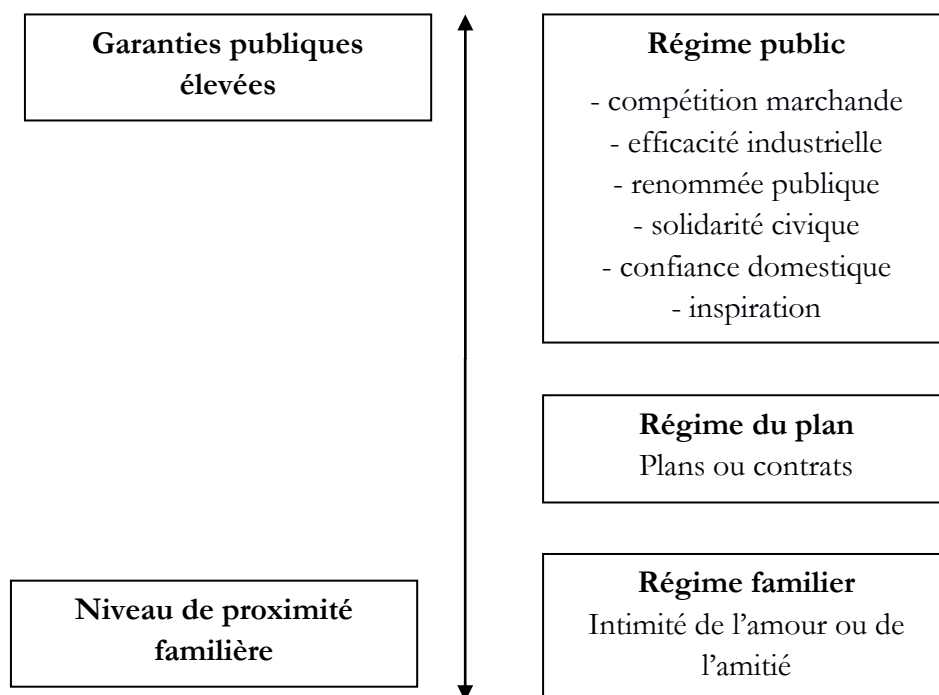 Garanties publiques
élevées
Régime public
- compétition marchande
- efficacité industrielle
- renommée publique
- solidarité civique
- confiance domestique
- inspiration
Régime du plan
Plans ou contrats
Niveau de proximité
familière
Régime familier
Intimité de l’amour ou de
l’amitié